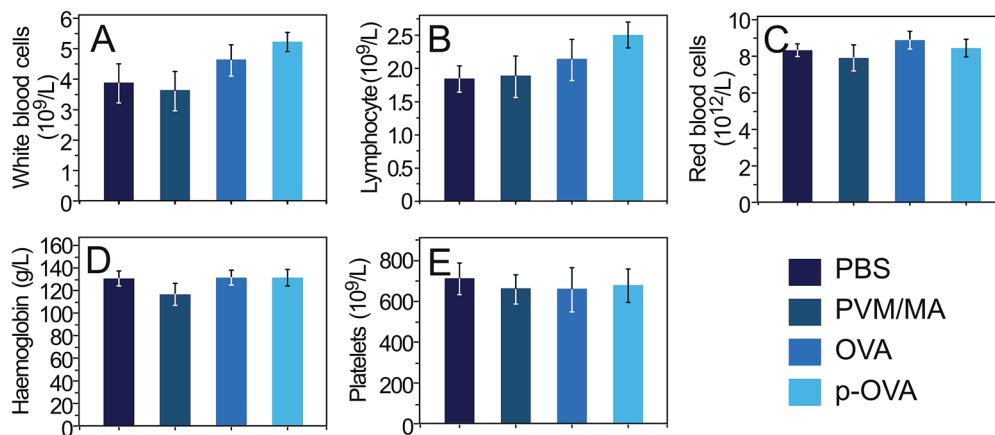 A
White blood cells
(10⁹/L)
6
5
4
3
2
1
0
B
Lymphocyte (10⁹/L)
2.5
2.0
1.5
1.0
0.5
0
C
Red blood cells
(10¹²/L)
10
8
6
4
2
0
D
Haemoglobin (g/L)
160
140
120
100
80
60
40
20
0
E
Platelets (10⁹/L)
800
600
400
200
0
PBS
PVM/MA
OVA
p-OVA